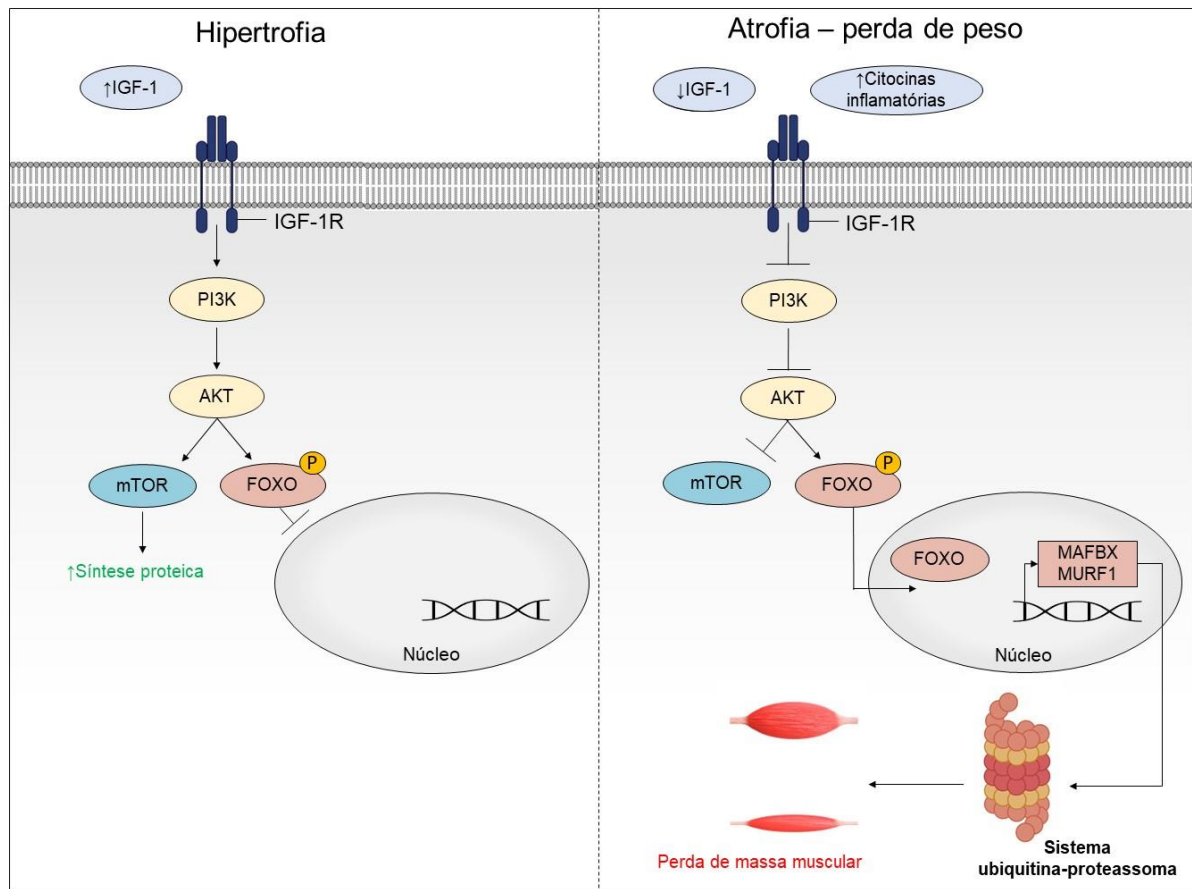 Hipertrofia
↑IGF-1
IGF-1R
PI3K
AKT
mTOR
FOXO
P
↑Síntese proteica
Núcleo
Atrofia – perda de peso
↓IGF-1
↑Citocinas
inflamatórias
IGF-1R
PI3K
AKT
mTOR
FOXO
P
FOXO
MAFBX
MURF1
Núcleo
Perda de massa muscular
Sistema
ubiquitina-proteassoma